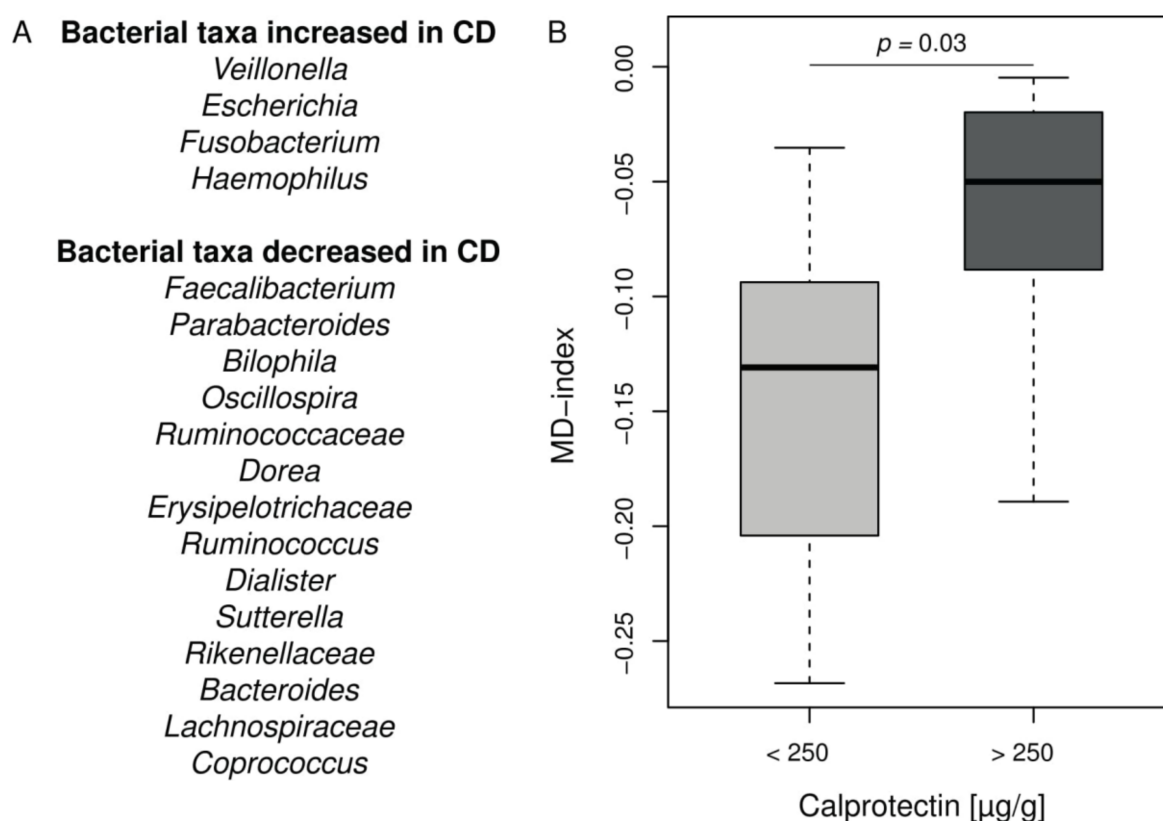 A
Bacterial taxa increased in CD
Veillonella
Escherichia
Fusobacterium
Haemophilus
Bacterial taxa decreased in CD
Faecalibacterium
Parabacteroides
Bilophila
Oscillospira
Ruminococcaceae
Dorea
Erysipelotrichaceae
Ruminococcus
Dialister
Sutterella
Rikenellaceae
Bacteroides
Lachnospiraceae
Coprococcus
B
p = 0.03
MD−index
0.00
−0.05
−0.10
−0.15
−0.20
−0.25
< 250
> 250
Calprotectin [µg/g]